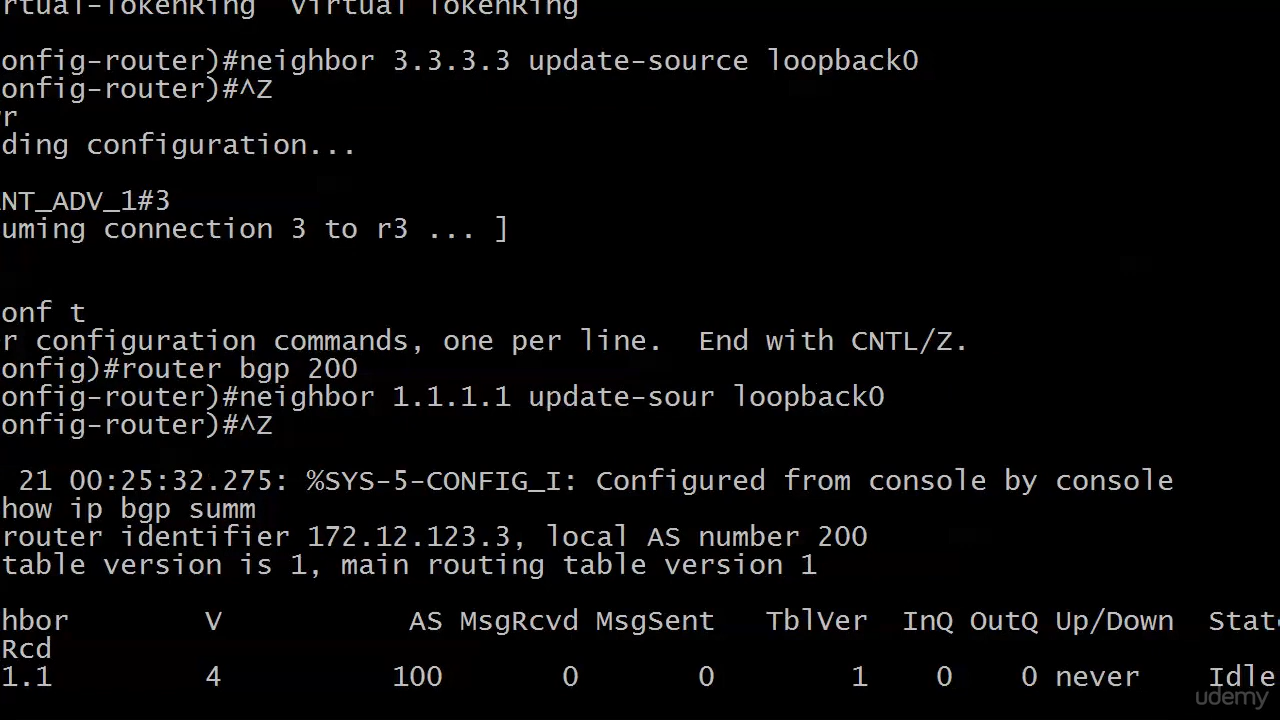 rtual-TokenRing  Virtual TokenRing
onfig-router)#neighbor 3.3.3.3 update-source loopback0
onfig-router)#^Z
r
ding configuration...
NT_ADV_1#3
uming connection 3 to r3 ... ]
onf t
r configuration commands, one per line.  End with CNTL/Z.
onfig)#router bgp 200
onfig-router)#neighbor 1.1.1.1 update-sour loopback0
onfig-router)#^Z
21 00:25:32.275: %SYS-5-CONFIG_I: Configured from console by console
how ip bgp summ
router identifier 172.12.123.3, local AS number 200
table version is 1, main routing table version 1
hbor        V           AS MsgRcvd MsgSent   TblVer  InQ OutQ Up/Down  State
Rcd
1.1         4          100       0       0        1    0    0 never    Idle
udemy